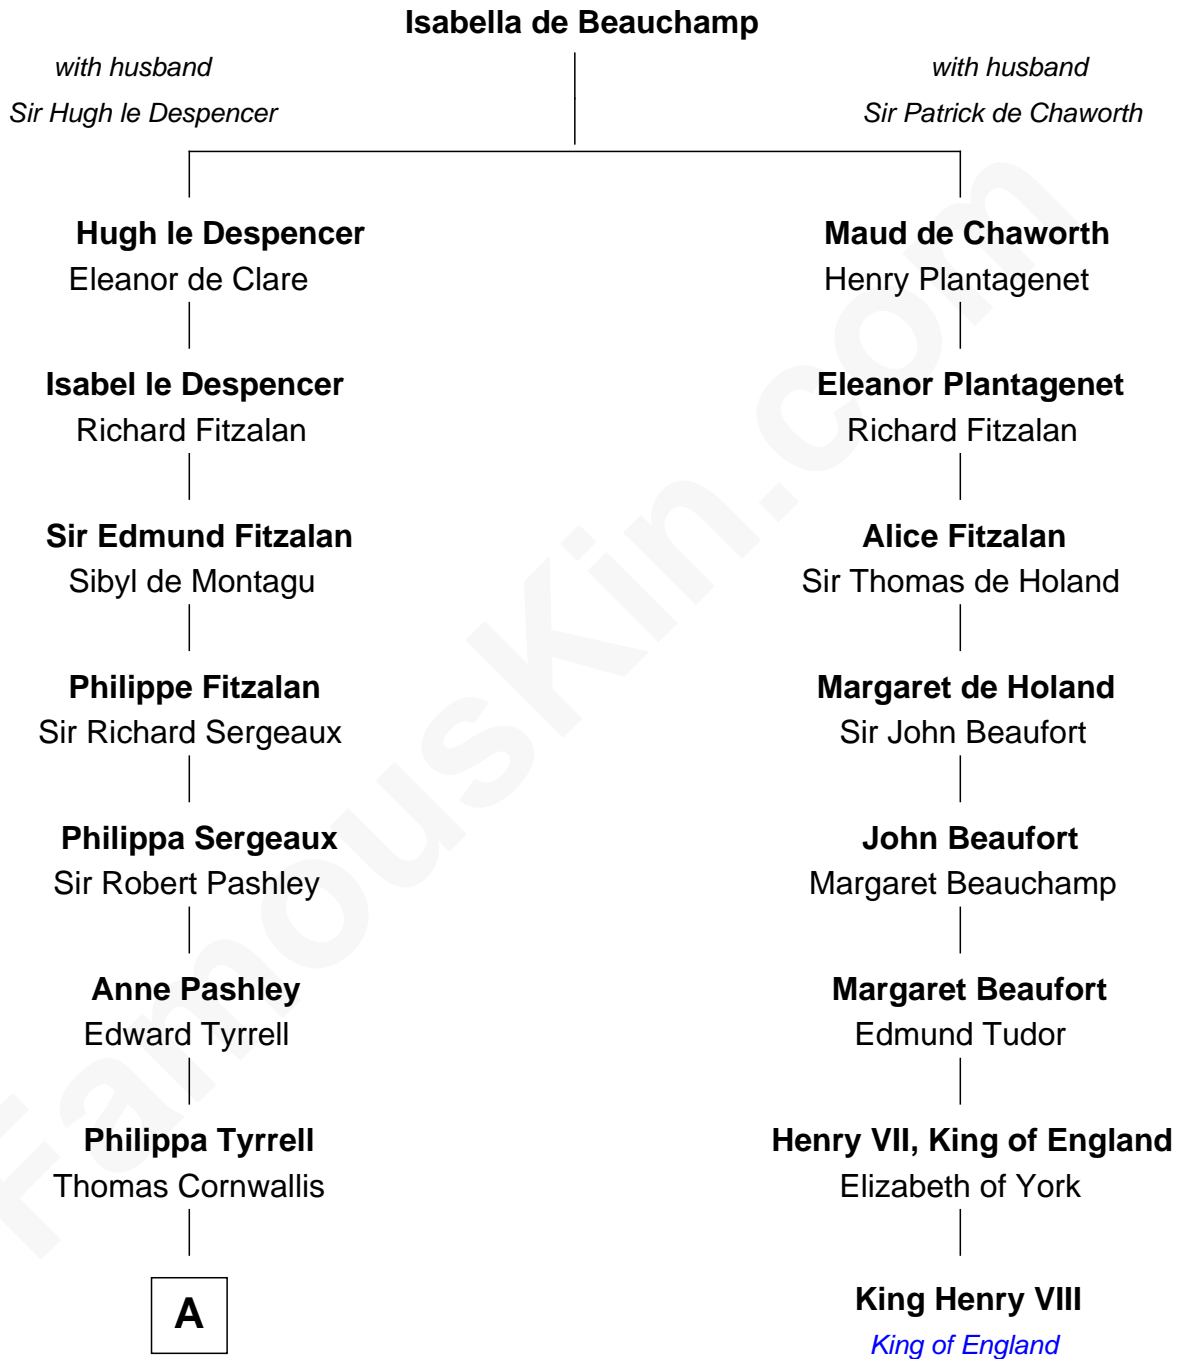 Isabella de Beauchamp
with husband
Sir Hugh le Despencer
with husband
Sir Patrick de Chaworth
Hugh le Despencer
Eleanor de Clare
Maud de Chaworth
Henry Plantagenet
Isabel le Despencer
Richard Fitzalan
Eleanor Plantagenet
Richard Fitzalan
Sir Edmund Fitzalan
Sibyl de Montagu
Alice Fitzalan
Sir Thomas de Holand
Philippe Fitzalan
Sir Richard Sergeaux
Margaret de Holand
Sir John Beaufort
Philippa Sergeaux
Sir Robert Pashley
John Beaufort
Margaret Beauchamp
Anne Pashley
Edward Tyrrell
Margaret Beaufort
Edmund Tudor
Philippa Tyrrell
Thomas Cornwallis
Henry VII, King of England
Elizabeth of York
A
King Henry VIII
King of England
FamousKin.com